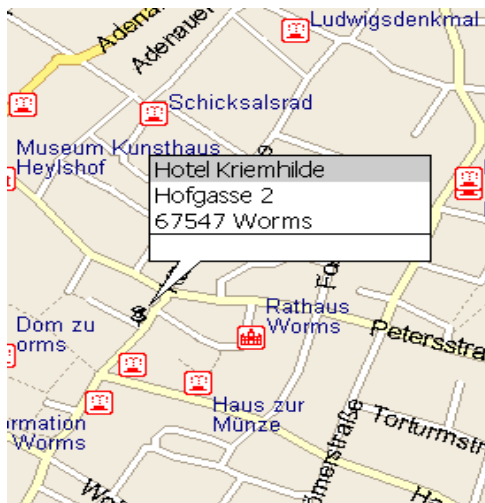 Ludwigsdenkmal
Adenauer
Adenauer
Schicksalsrad
Museum Kunsthaus
Heylshof
Hotel Kriemhilde
Hofgasse 2
67547 Worms
Rathaus
Worms
Dom zu
orms
Petersstra
Haus zur
Münze
rmation
Worms
Torturmstr
ömerstraße